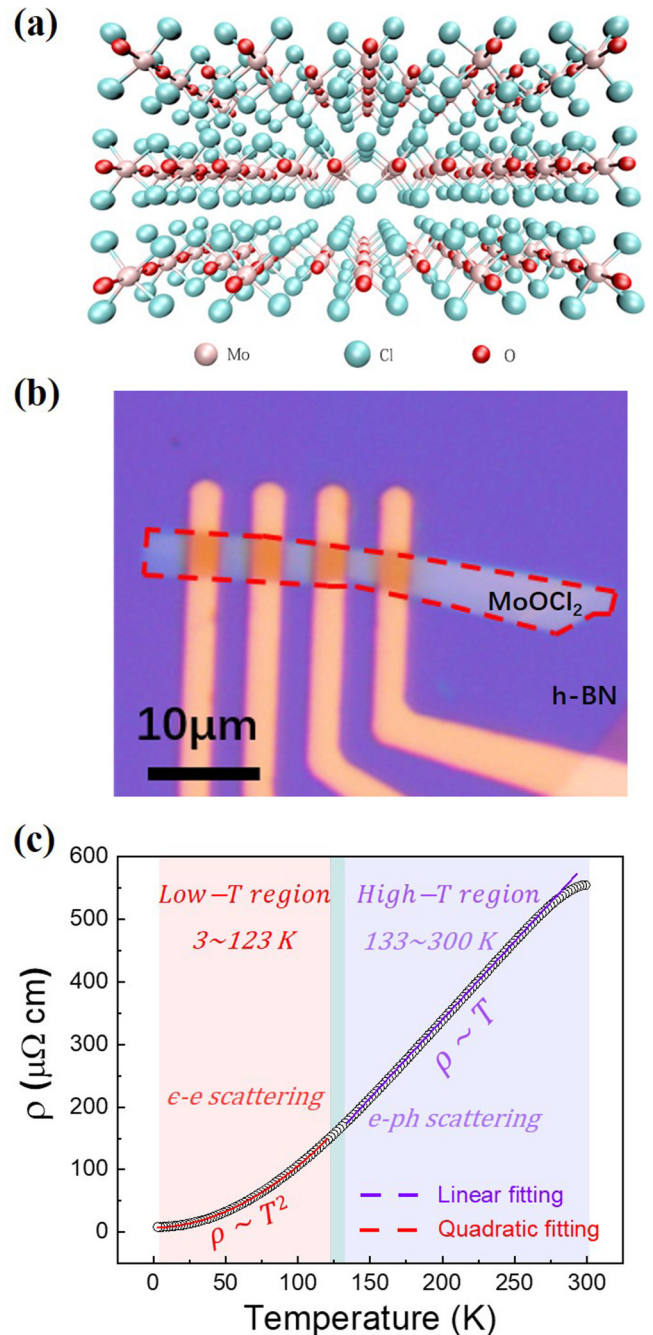 (a)
Mo Cl O
(b)
MoOCl₂
h-BN
10μm
(c)
600
500
400
300
200
100
0
ρ (μΩ cm)
Low−T region
3~123 K
High−T region
133~300 K
ρ ~ T
e-e scattering
e-ph scattering
ρ ~ T²
Linear fitting
Quadratic fitting
0 50 100 150 200 250 300
Temperature (K)